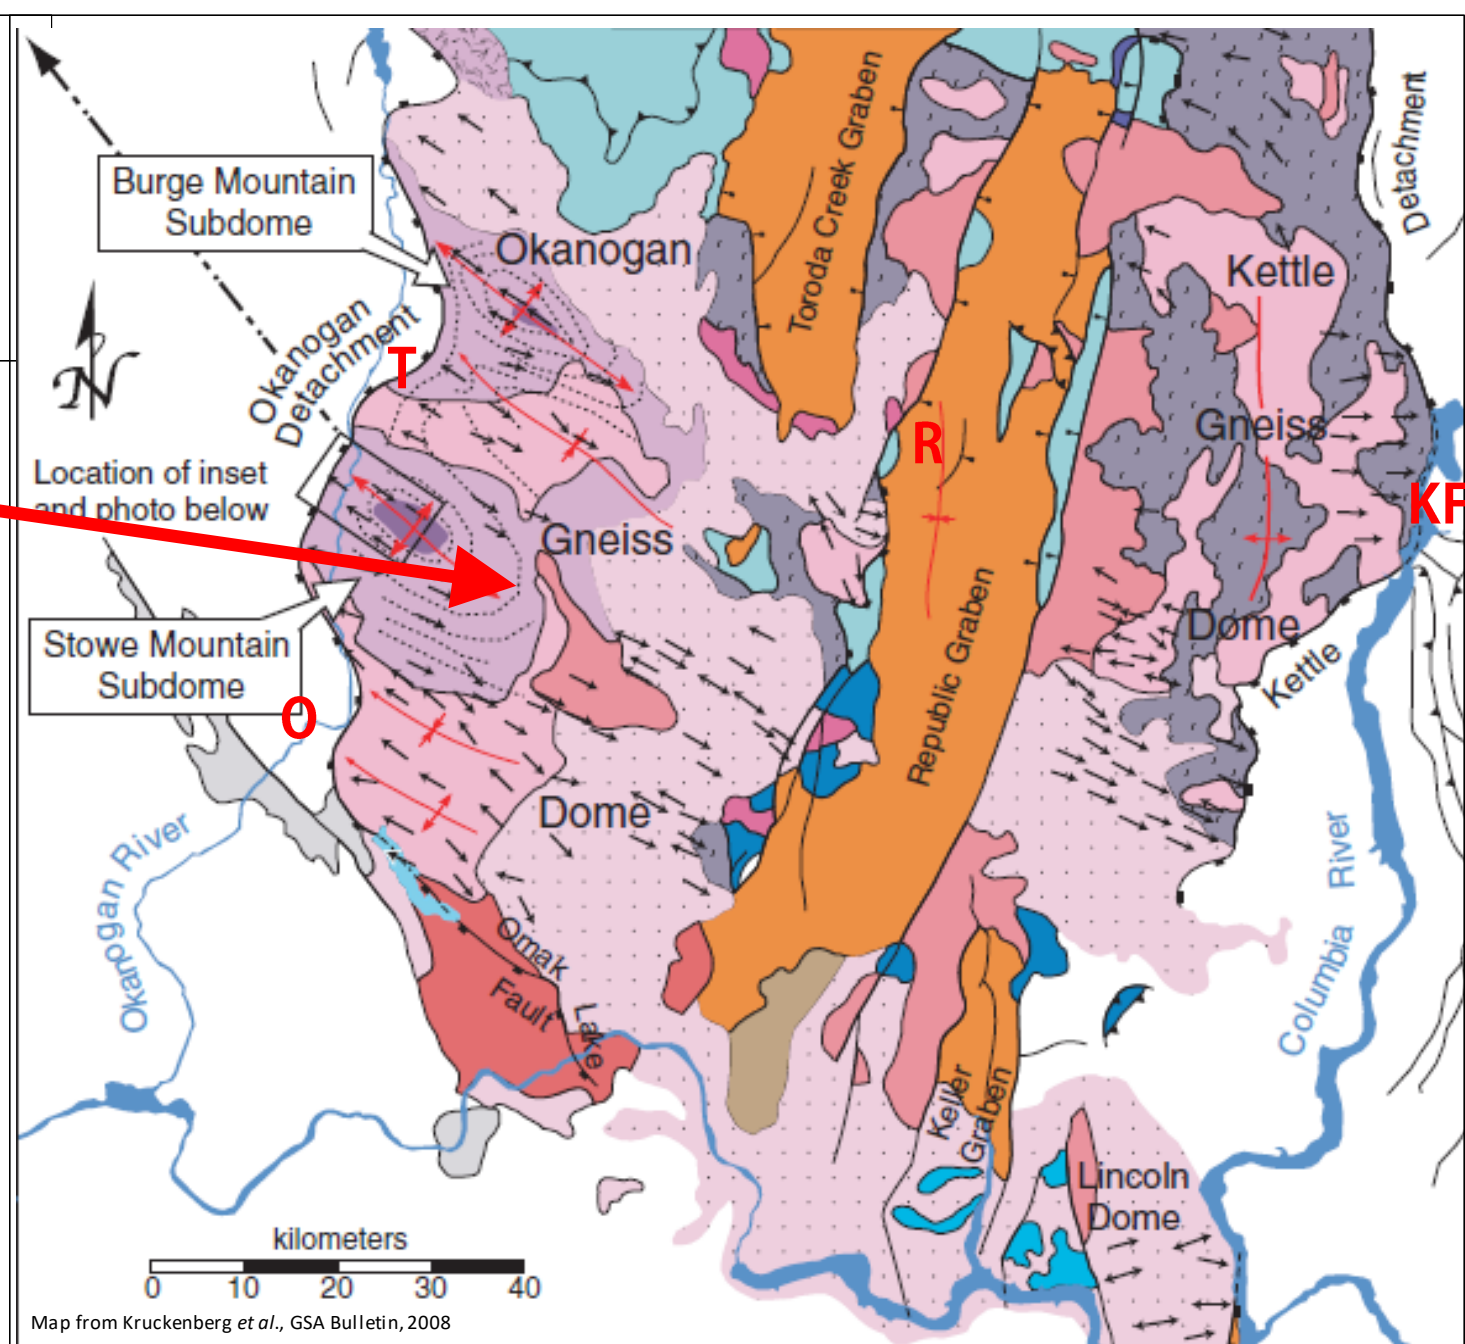 Burge Mountain
Subdome
Okanogan
Detachment
T
N
Location of inset
and photo below
Stowe Mountain
Subdome
O
Okanogan
Gneiss
Dome
Toroda Creek Graben
R
Republic Graben
Kettle
Gneiss
Dome
Detachment
Kettle
KF
Okanogan River
Omak
Lake
Fault
Keller
Graben
Columbia River
Lincoln
Dome
kilometers
0 10 20 30 40
Map from Kruckenberg et al., GSA Bulletin, 2008